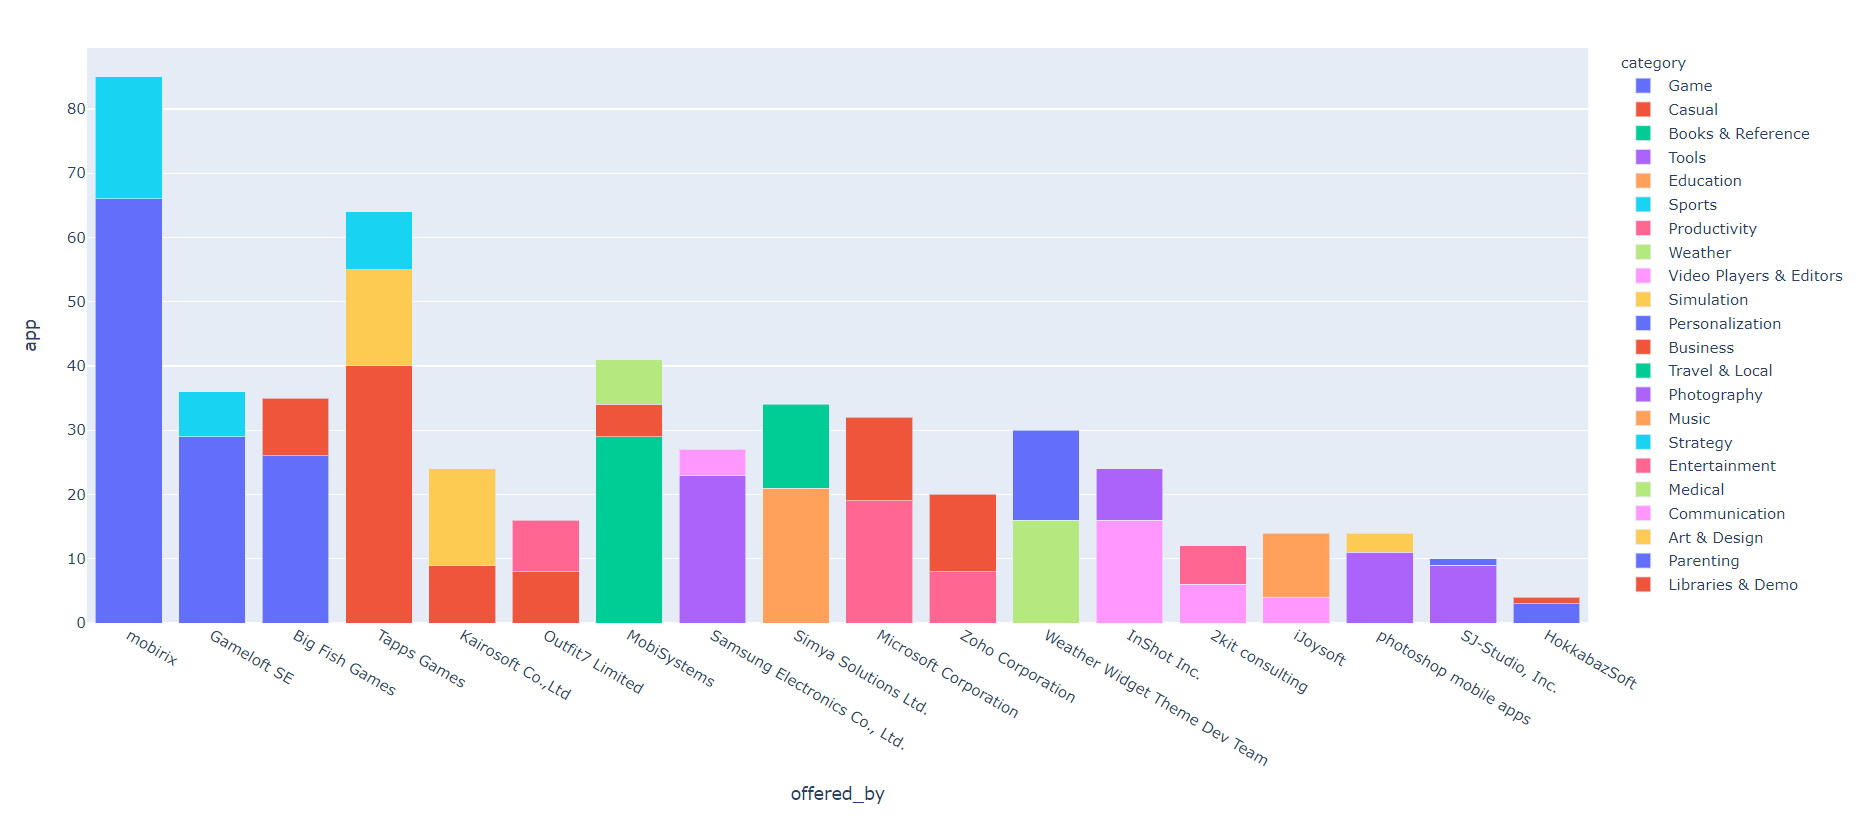 app
80
70
60
50
40
30
20
10
0
mobirix
Gameloft SE
Big Fish Games
Tapps Games
Kairosoft Co.,Ltd
Outfit7 Limited
MobiSystems
Samsung Electronics Co., Ltd.
Simya Solutions Ltd.
Microsoft Corporation
Zoho Corporation
Weather Widget Theme Dev Team
InShot Inc.
2kit consulting
iJoysoft
photoshop mobile apps
SJ-Studio, Inc.
HokkabazSoft
offered_by
category
Game
Casual
Books & Reference
Tools
Education
Sports
Productivity
Weather
Video Players & Editors
Simulation
Personalization
Business
Travel & Local
Photography
Music
Strategy
Entertainment
Medical
Communication
Art & Design
Parenting
Libraries & Demo